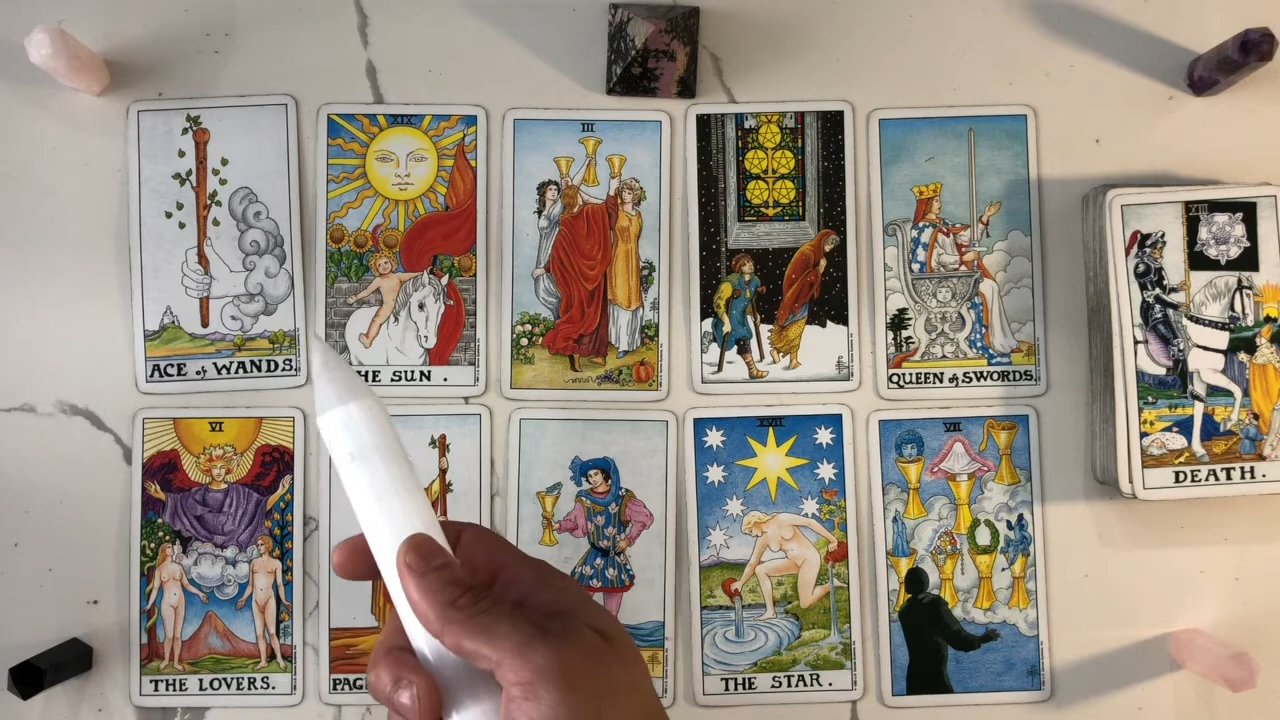 ACE of WANDS.
XIX
HE SUN .
III
QUEEN of SWORDS.
XIII
DEATH.
VI
THE LOVERS.
PAG
XVII
THE STAR.
VII